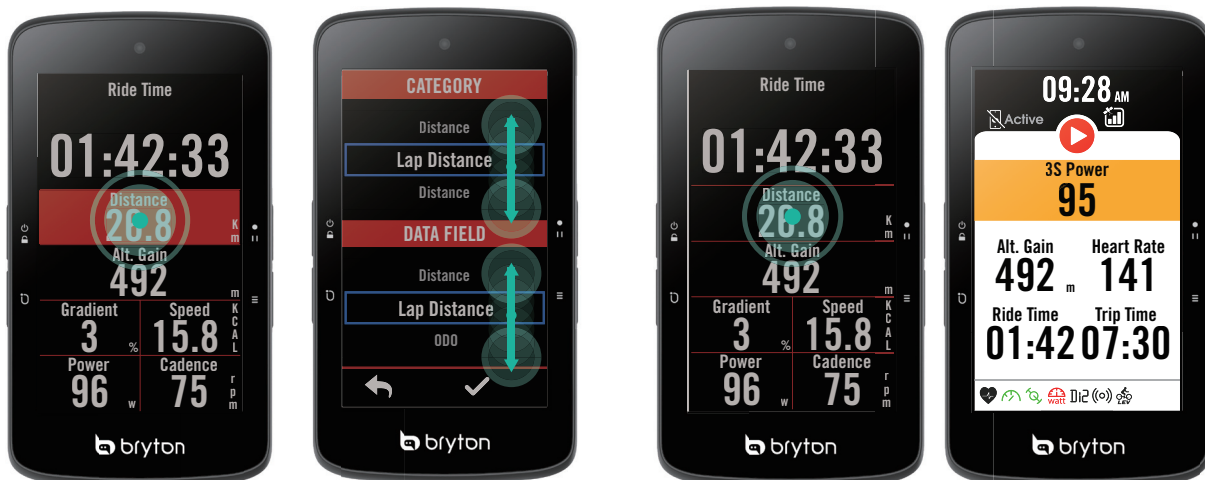 Ride Time
01:42:33
Distance
20.8
Km
Alt. Gain
492
m
Gradient
Speed
3
%
15.8
KCAL
Power
Cadence
96
w
75
rpm
bryton
CATEGORY
Distance
Lap Distance
Distance
DATA FIELD
Distance
Lap Distance
ODO
bryton
Ride Time
01:42:33
Distance
20.8
Km
Alt. Gain
492
m
Gradient
Speed
3
%
15.8
KCAL
Power
Cadence
96
w
75
rpm
bryton
09:28 AM
Active
3S Power
95
Alt. Gain
Heart Rate
492 m
141
Ride Time
Trip Time
01:42
07:30
watt
Di2
LEV
bryton